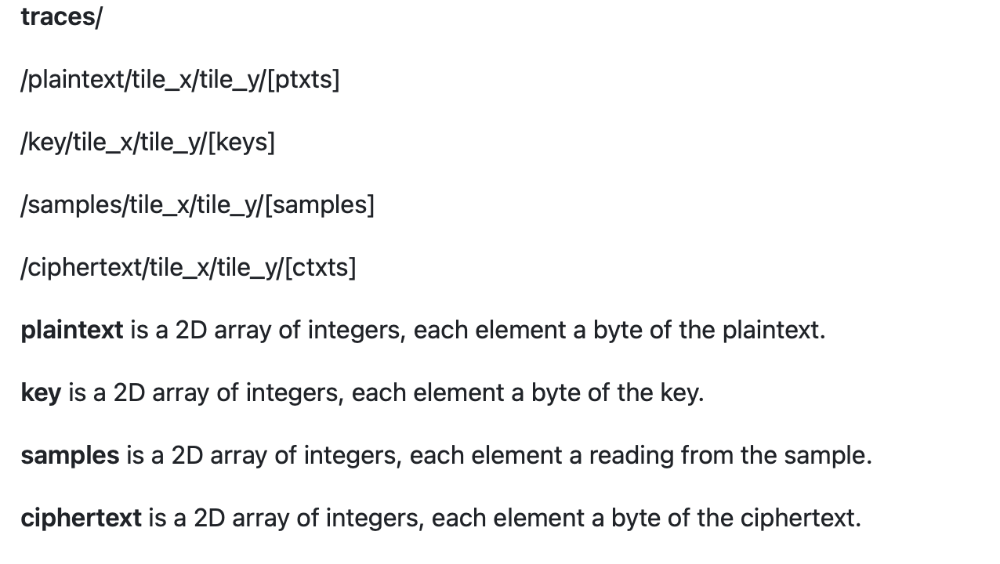 traces/
/plaintext/tile_x/tile_y/[ptxts]
/key/tile_x/tile_y/[keys]
/samples/tile_x/tile_y/[samples]
/ciphertext/tile_x/tile_y/[ctxts]
plaintext is a 2D array of integers, each element a byte of the plaintext.
key is a 2D array of integers, each element a byte of the key.
samples is a 2D array of integers, each element a reading from the sample.
ciphertext is a 2D array of integers, each element a byte of the ciphertext.